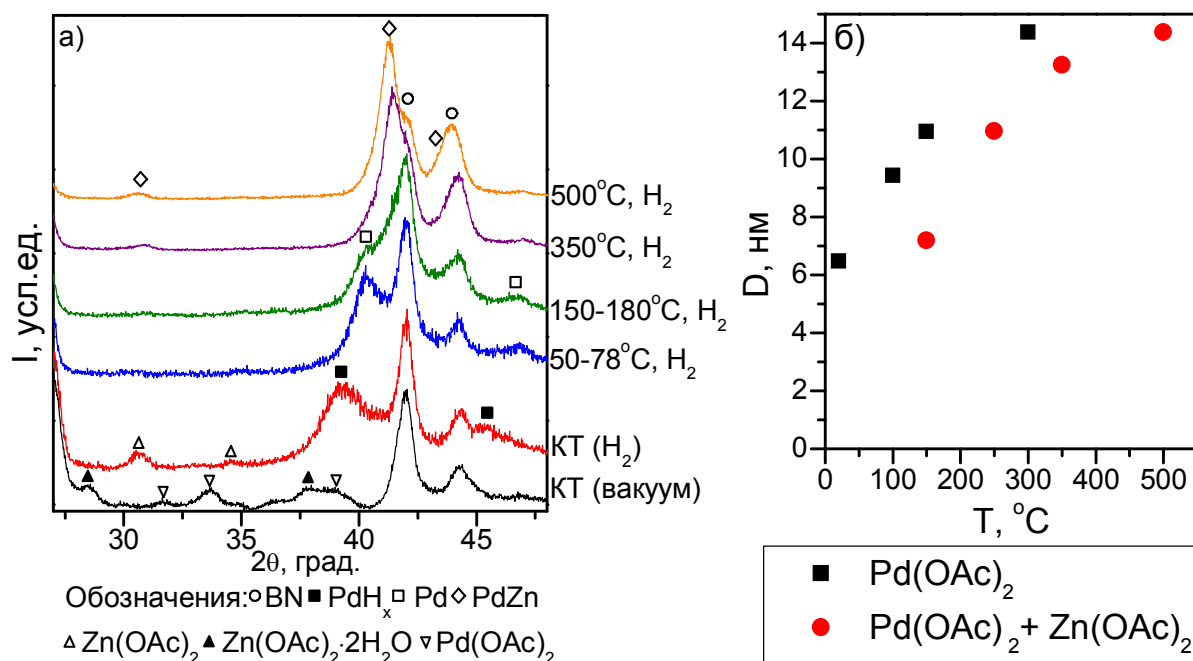 а)
I, усл.ед.
500°C, H₂
350°C, H₂
150-180°C, H₂
50-78°C, H₂
КТ (H₂)
КТ (вакуум)
30 35 40 45
2θ, град.
Обозначения:○BN ■PdHₓ □Pd ◇PdZn
△Zn(OAc)₂ ▲Zn(OAc)₂·2H₂O ▽Pd(OAc)₂
б)
D, нм
14
12
10
8
6
4
2
0
0 100 200 300 400 500
T, °C
■ Pd(OAc)₂
● Pd(OAc)₂+ Zn(OAc)₂